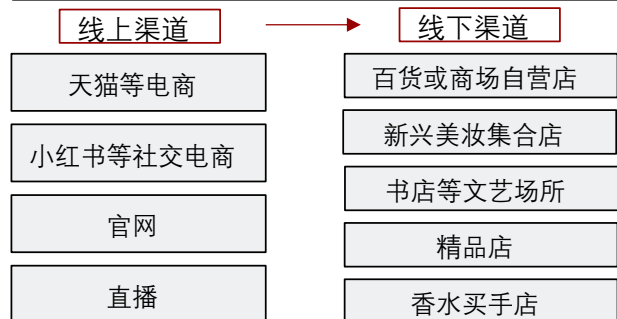 线上渠道
天猫等电商
小红书等社交电商
官网
直播
线下渠道
百货或商场自营店
新兴美妆集合店
书店等文艺场所
精品店
香水买手店